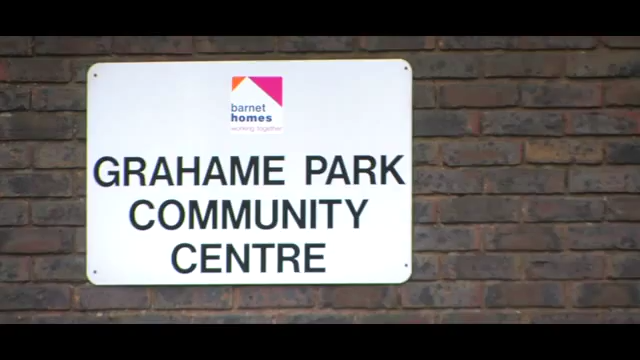 barnet
homes
working together
GRAHAME PARK
COMMUNITY
CENTRE